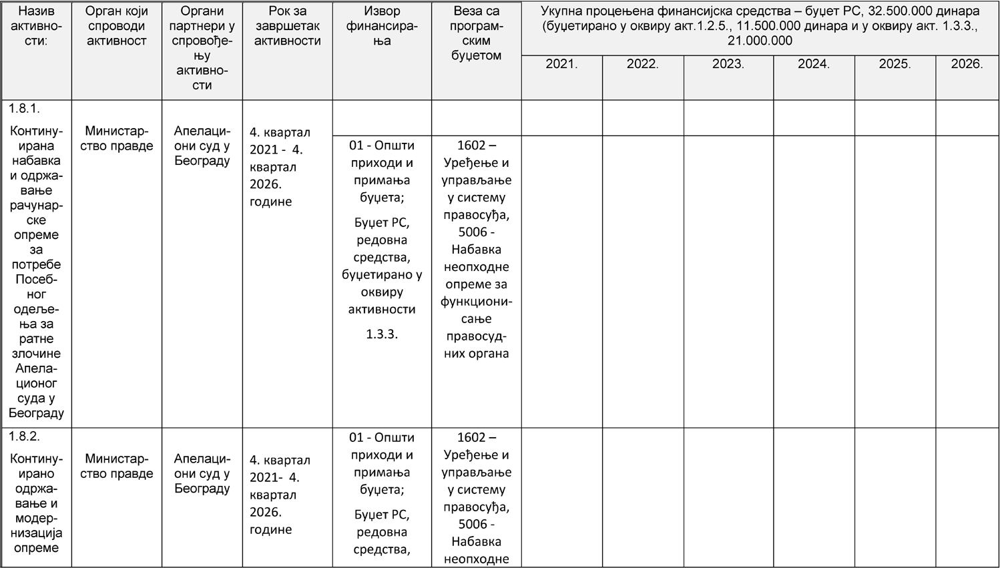 Назив
активно-
сти:
Орган који
спроводи
активност
Органи
партнери у
спровође-
њу
активно-
сти
Рок за
завршетак
активности
Извор
финансира-
ња
Веза са
програм-
ским
буџетом
Укупна процењена финансијска средства – буџет РС, 32.500.000 динара
(буџетирано у оквиру акт.1.2.5., 11.500.000 динара и у оквиру акт. 1.3.3.,
21.000.000
2021.
2022.
2023.
2024.
2025.
2026.
1.8.1.
Континy-
ирана
набавка
и одржа-
вање
рачунар-
ске
опреме
за
потребе
Посеб-
ног
одеље-
ња за
ратне
злочине
Апела-
ционог
суда у
Београду
Министар-
ство правде
Апелаци-
они суд у
Београду
4. квартал
2021 - 4.
квартал
2026.
године
01 - Општи
приходи и
примања
буџета;
Буџет РС,
редовна
средства,
буџетирано у
оквиру
активности
1.3.3.
1602 –
Уређење и
управљање
у систему
правосуђа,
5006 -
Набавка
неопходне
опреме за
функциони-
сање
правосуд-
них органа
1.8.2.
Контину-
ирано
одржа-
вање и
модер-
низација
опреме
Министар-
ство правде
Апелаци-
они суд у
Београду
4. квартал
2021- 4.
квартал
2026.
године
01 - Општи
приходи и
примања
буџета;
Буџет РС,
редовна
средства,
1602 –
Уређење и
управљање
у систему
правосуђа,
5006 -
Набавка
неопходне